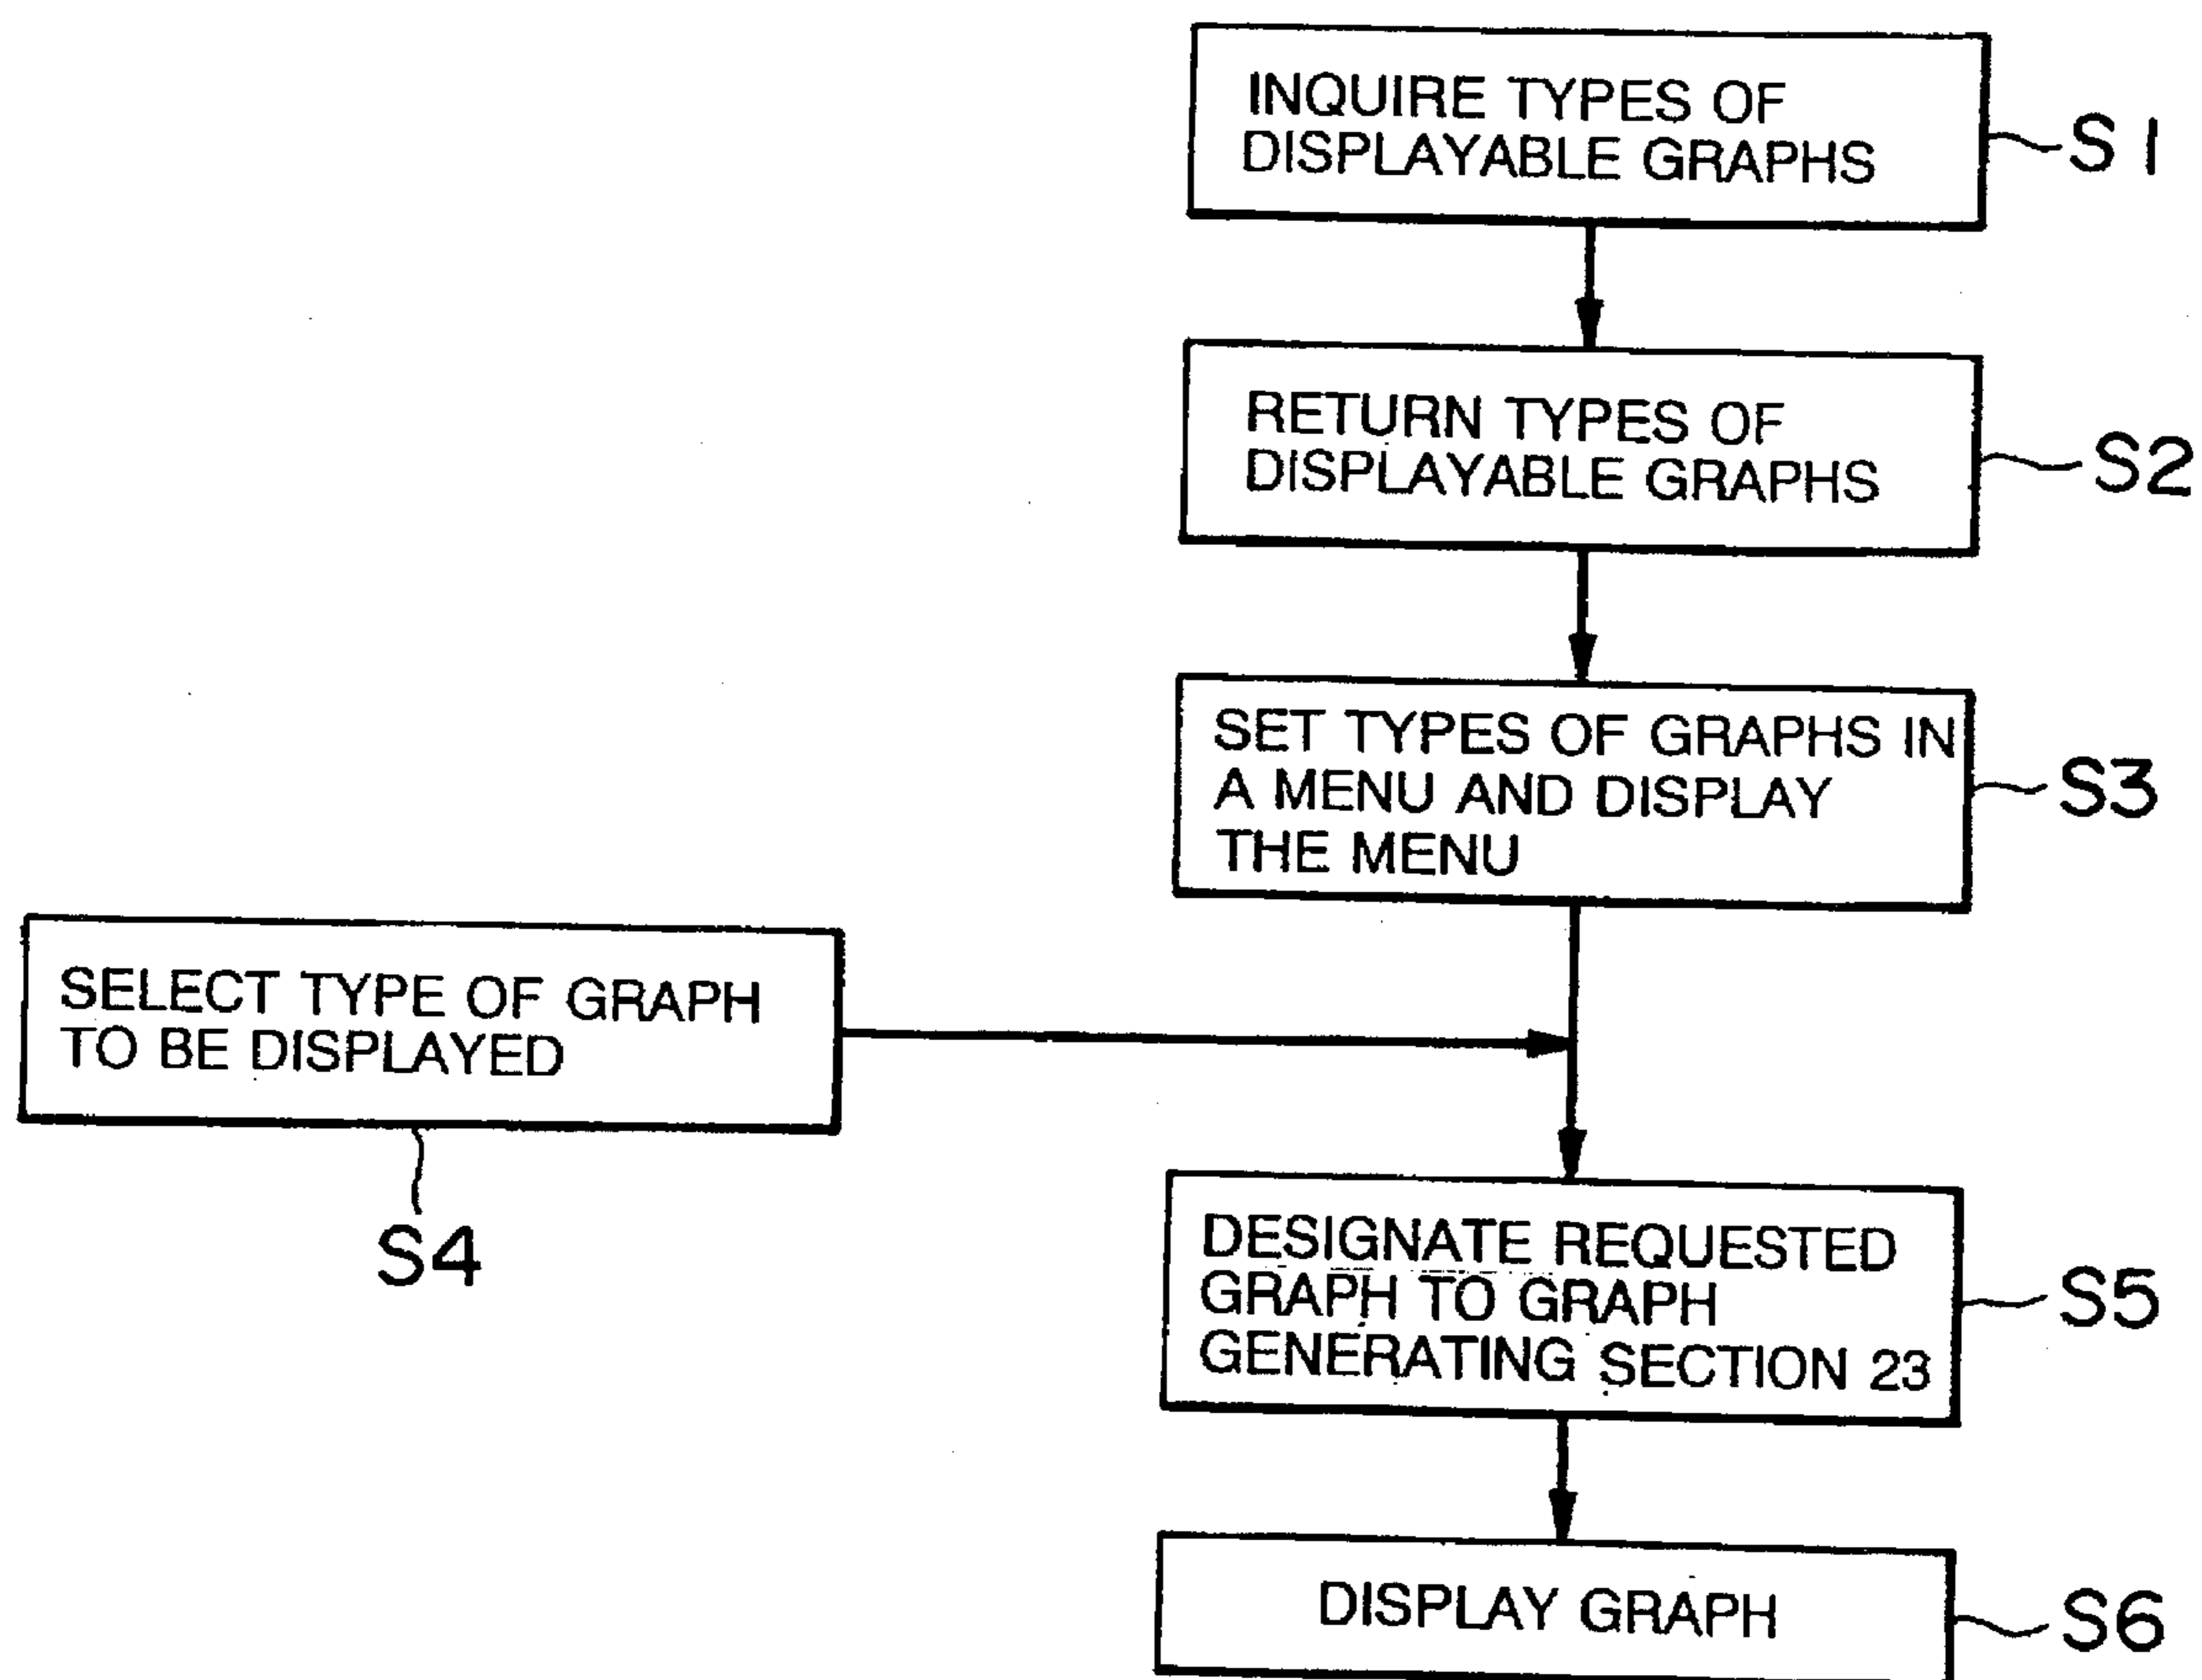 INQUIRE TYPES OF
DISPLAYABLE GRAPHS
S1
RETURN TYPES OF
DISPLAYABLE GRAPHS
S2
SET TYPES OF GRAPHS IN
A MENU AND DISPLAY
THE MENU
S3
SELECT TYPE OF GRAPH
TO BE DISPLAYED
S4
DESIGNATE REQUESTED
GRAPH TO GRAPH
GENERATING SECTION 23
S5
DISPLAY GRAPH
S6